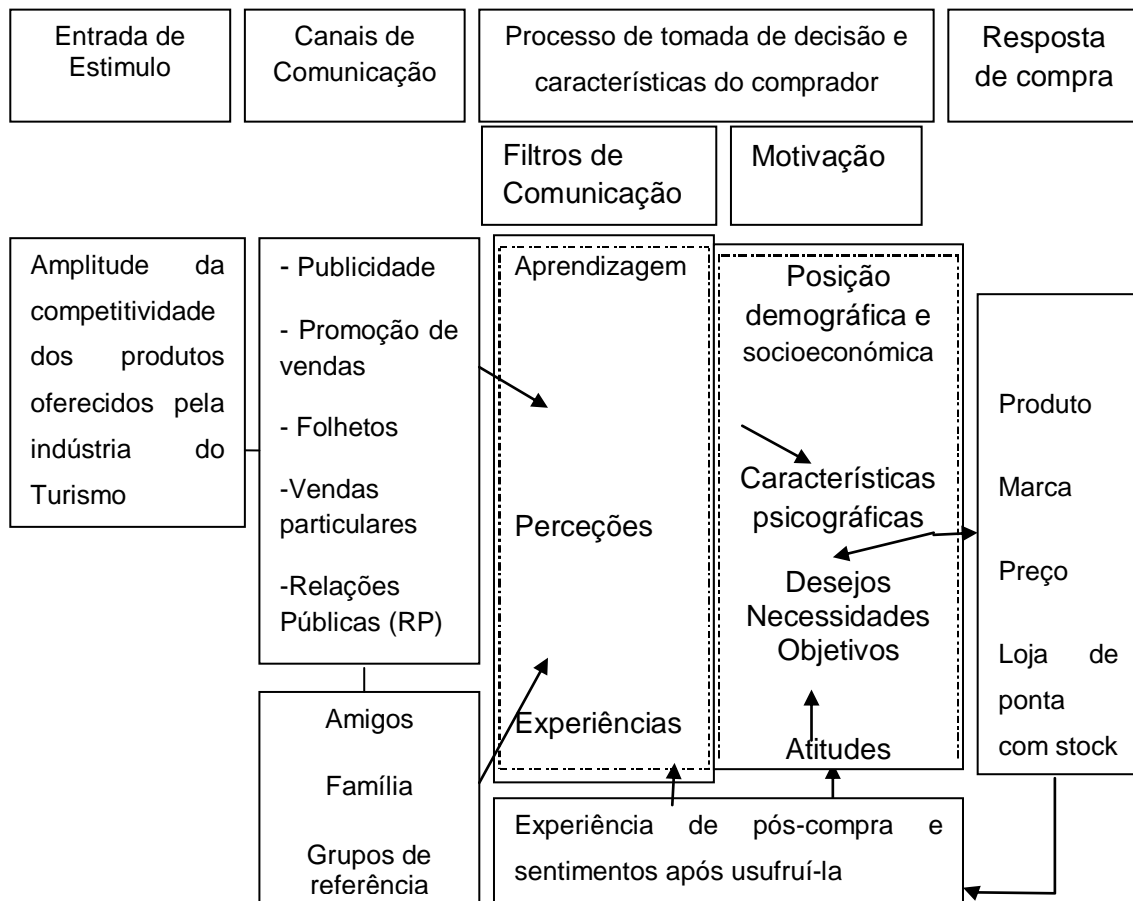 Entrada de
Estimulo
Canais de
Comunicação
Processo de tomada de decisão e
características do comprador
Resposta
de compra
Filtros de
Comunicação
Motivação
Amplitude da
competitividade
dos produtos
oferecidos pela
indústria do
Turismo
- Publicidade
- Promoção de
vendas
- Folhetos
-Vendas
particulares
-Relações
Públicas (RP)
Amigos
Família
Grupos de
referência
Aprendizagem
Perceções
Experiências
Posição
demográfica e
socioeconómica
Características
psicográficas
Desejos
Necessidades
Objetivos
Atitudes
Produto
Marca
Preço
Loja de
ponta
com stock
Experiência de pós-compra e
sentimentos após usufruí-la